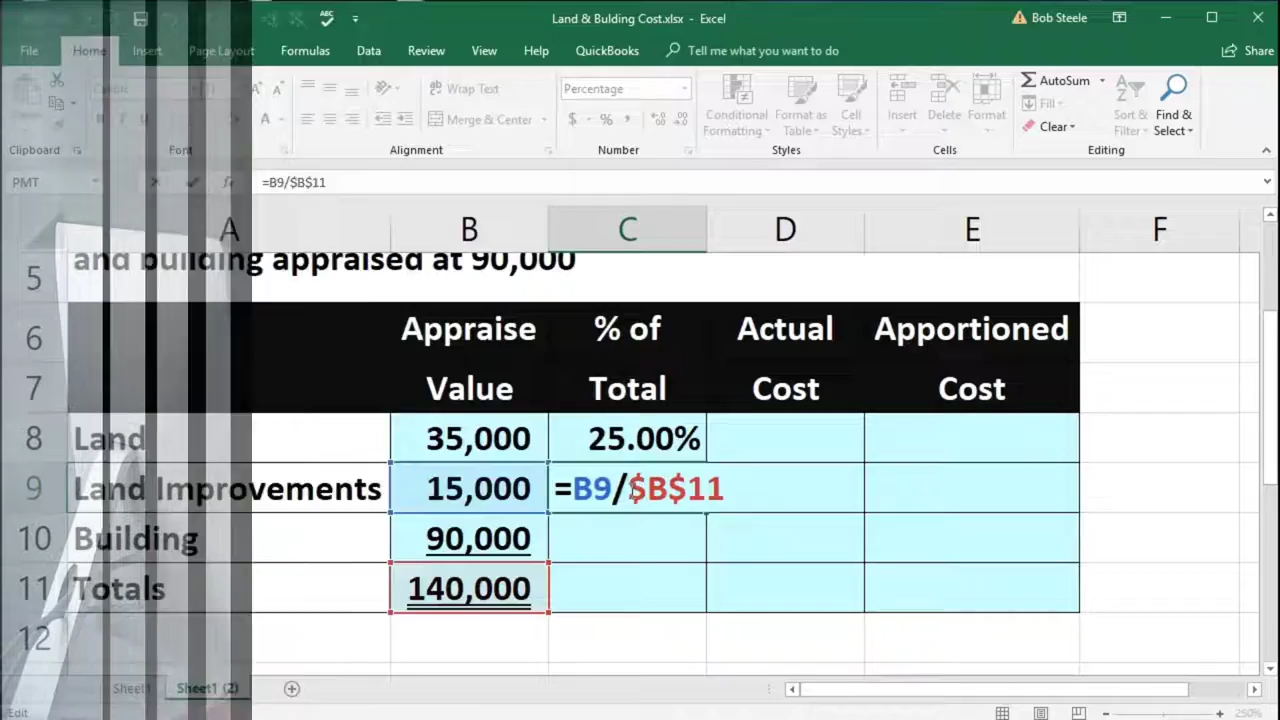 Land & Bulding Cost.xlsx - Excel
Bob Steele
File Home Insert Page Layout Formulas Data Review View Help QuickBooks Tell me what you want to do Share
Wrap Text
Percentage
AutoSum
Merge & Center
Fill
Clear
Conditional Formatting
Format as Table
Cell Styles
Insert Delete Format
Sort & Filter
Find & Select
Clipboard Font Alignment Number Styles Cells Editing
PMT =B9/$B$11
A B C D E F
5 and building appraised at 90,000
6 Appraise % of Actual Apportioned
7 Value Total Cost Cost
8 Land 35,000 25.00%
9 Land Improvements 15,000 =B9/$B$11
10 Building 90,000
11 Totals 140,000
12
Sheet1 Sheet1 (2)
Edit 250%